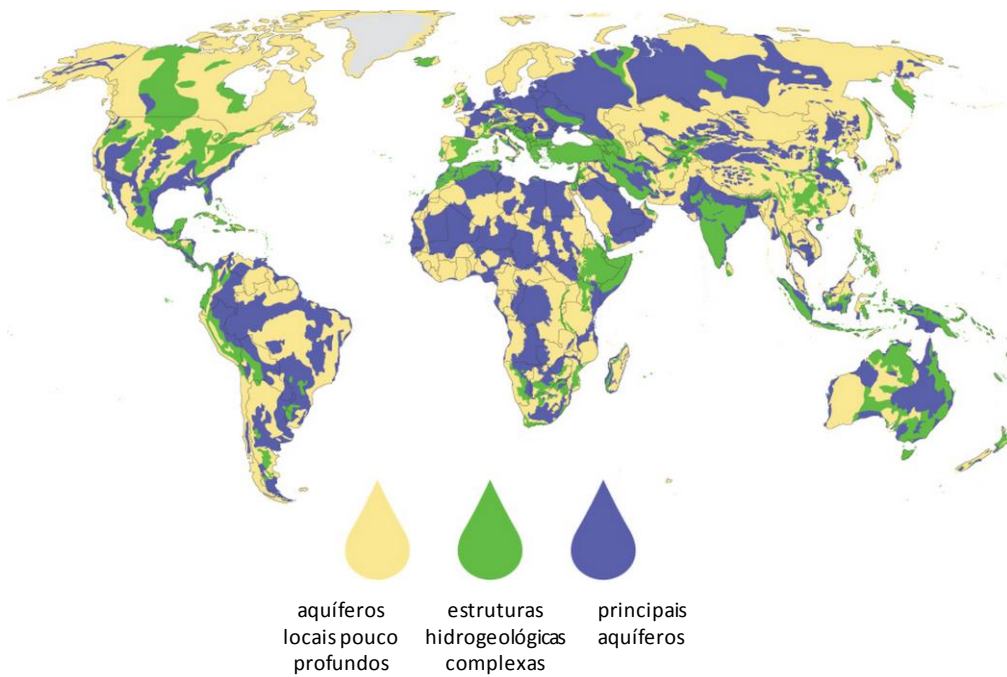 aquíferos
locais pouco
profundos
estruturas
hidrogeológicas
complexas
principais
aquíferos